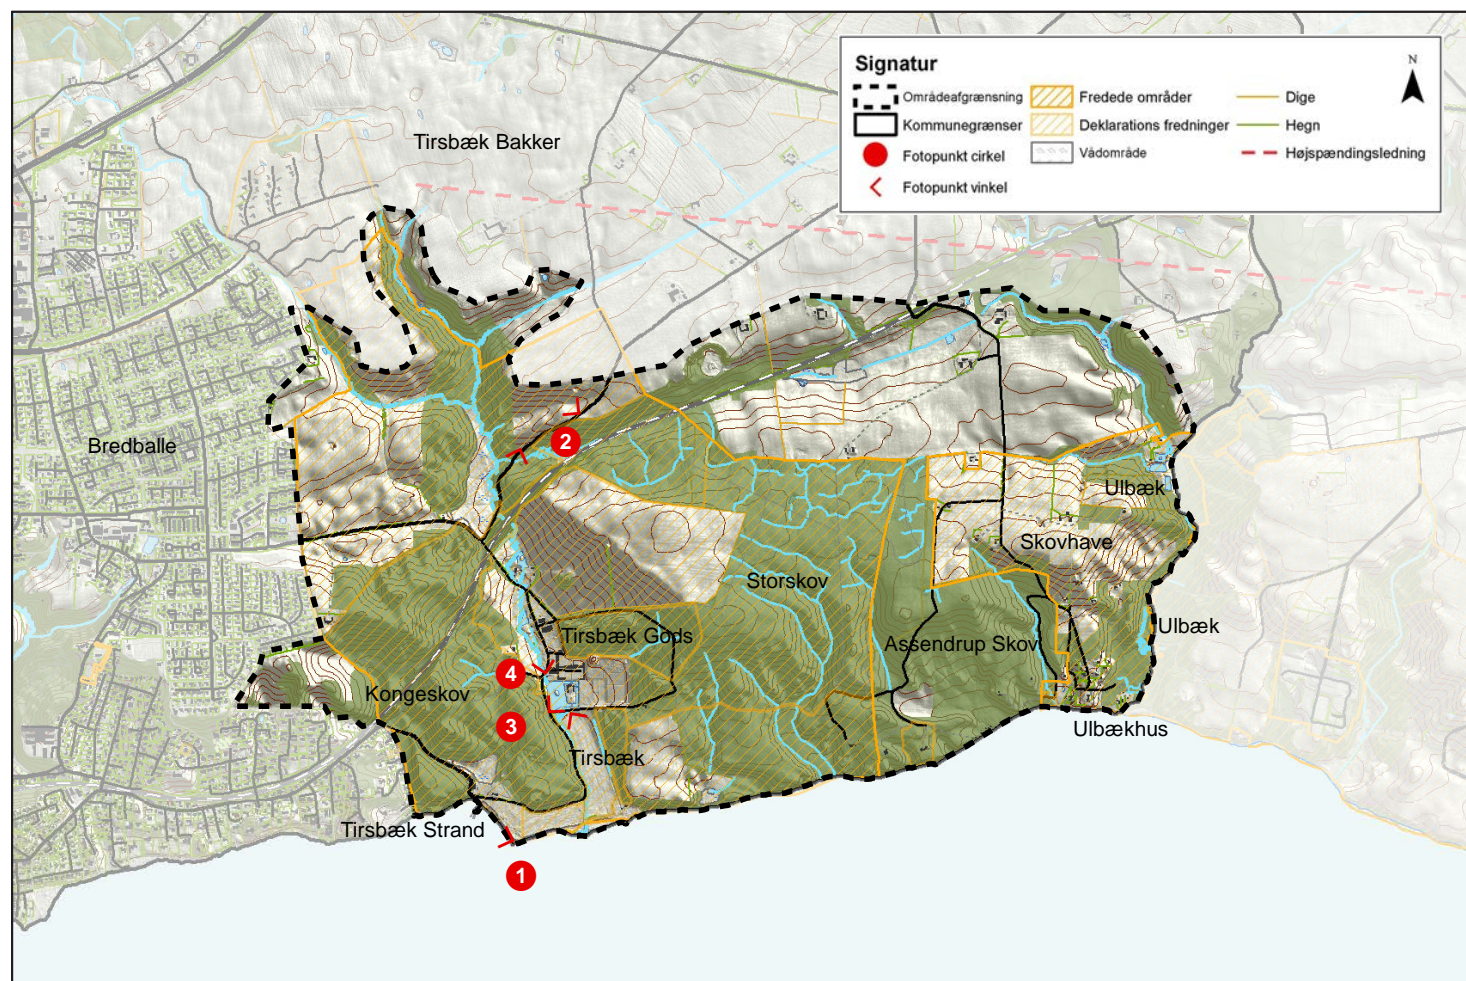 Signatur
N
Områdeafgrænsning
Fredede områder
Dige
Kommunegrænser
Deklarations fredninger
Hegn
Fotopunkt cirkel
Vådområde
Højspændingsledning
Fotopunkt vinkel
Tirsbæk Bakker
Bredballe
2
Ulbæk
Skovhave
Storskov
Tirsbæk Gods
Ulbæk
Assendrup Skov
4
Kongeskov
3
Ulbækhus
Tirsbæk
Tirsbæk Strand
1